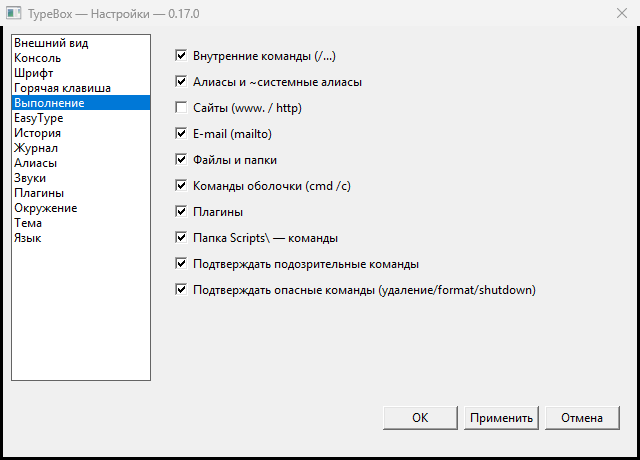 TypeBox — Настройки — 0.17.0
Внешний вид
Консоль
Шрифт
Горячая клавиша
Выполнение
EasyType
История
Журнал
Алиасы
Звуки
Плагины
Окружение
Тема
Язык
Внутренние команды (/...)
Алиасы и ~системные алиасы
Сайты (www. / http)
E-mail (mailto)
Файлы и папки
Команды оболочки (cmd /c)
Плагины
Папка Scripts\ — команды
Подтверждать подозрительные команды
Подтверждать опасные команды (удаление/format/shutdown)
ОК
Применить
Отмена